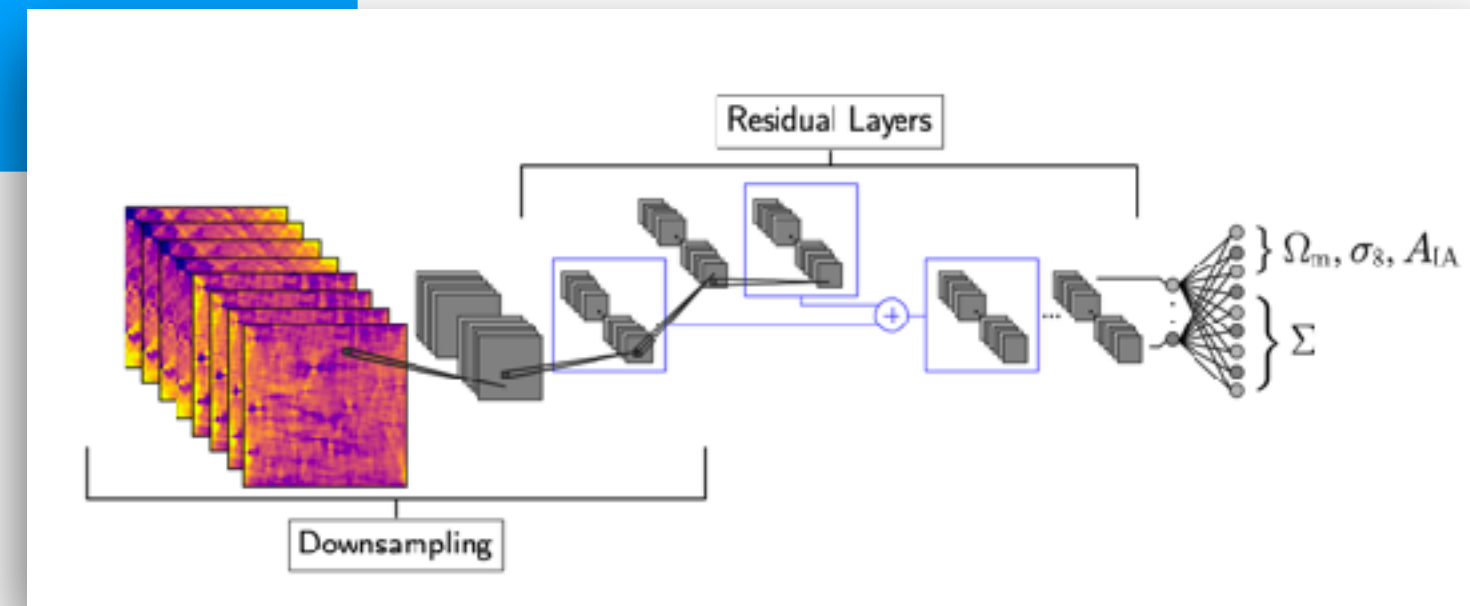 Residual Layers
} Ωm, σ8, AIA
} Σ
...
Downsampling